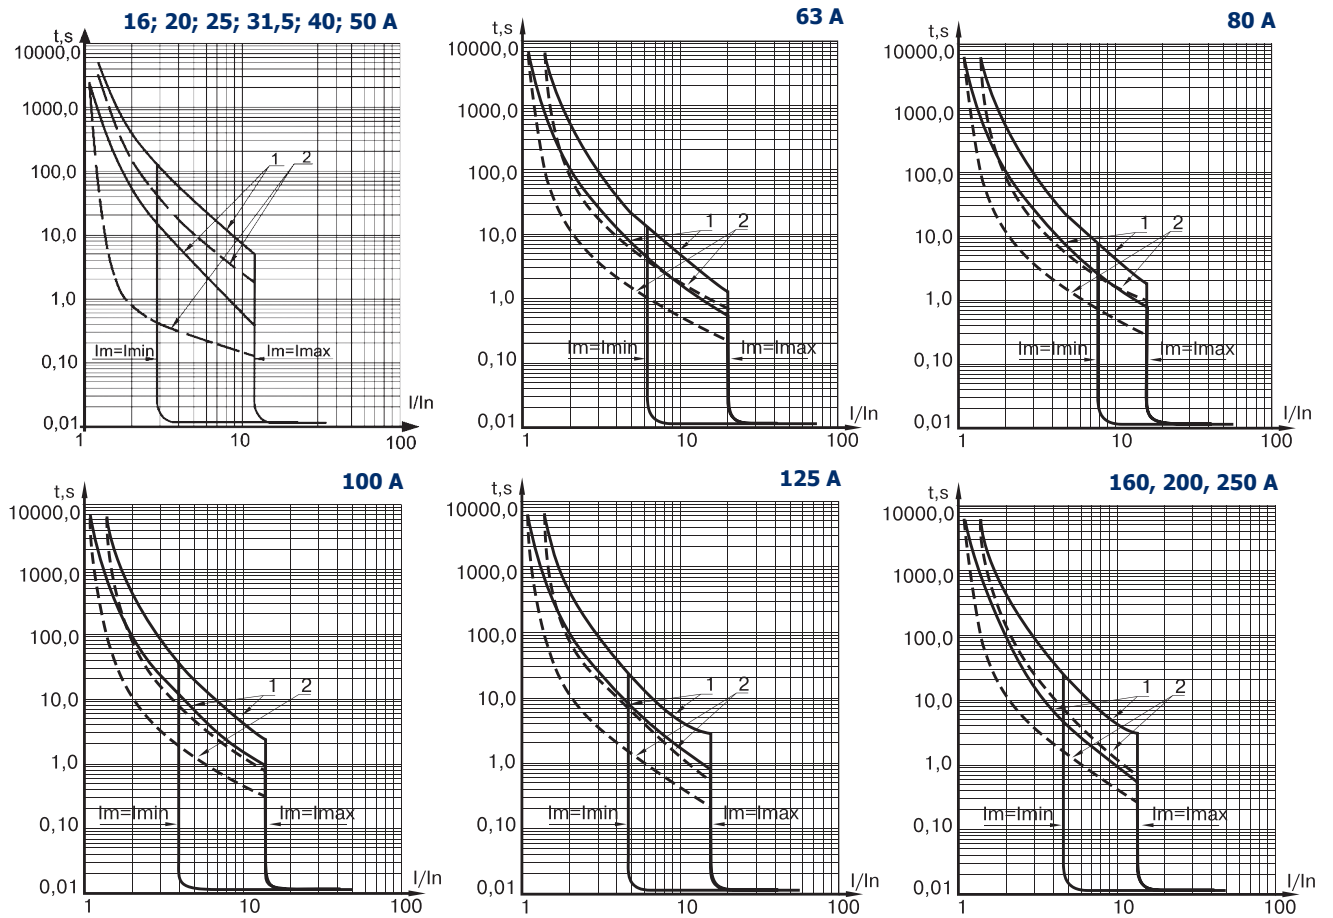 16; 20; 25; 31,5; 40; 50 A
t,s
10000,0
1000,0
100,0
10,0
1,0
0,10
0,01
1
2
Im=Imin
Im=Imax
I/In
1
10
100
63 A
t,s
10000,0
1000,0
100,0
10,0
1,0
0,10
0,01
1
2
Im=Imin
Im=Imax
I/In
1
10
100
80 A
t,s
10000,0
1000,0
100,0
10,0
1,0
0,10
0,01
1
2
Im=Imin
Im=Imax
I/In
1
10
100
100 A
t,s
10000,0
1000,0
100,0
10,0
1,0
0,10
0,01
1
2
Im=Imin
Im=Imax
I/In
1
10
100
125 A
t,s
10000,0
1000,0
100,0
10,0
1,0
0,10
0,01
1
2
Im=Imin
Im=Imax
I/In
1
10
100
160, 200, 250 A
t,s
10000,0
1000,0
100,0
10,0
1,0
0,10
0,01
1
2
Im=Imin
Im=Imax
I/In
1
10
100